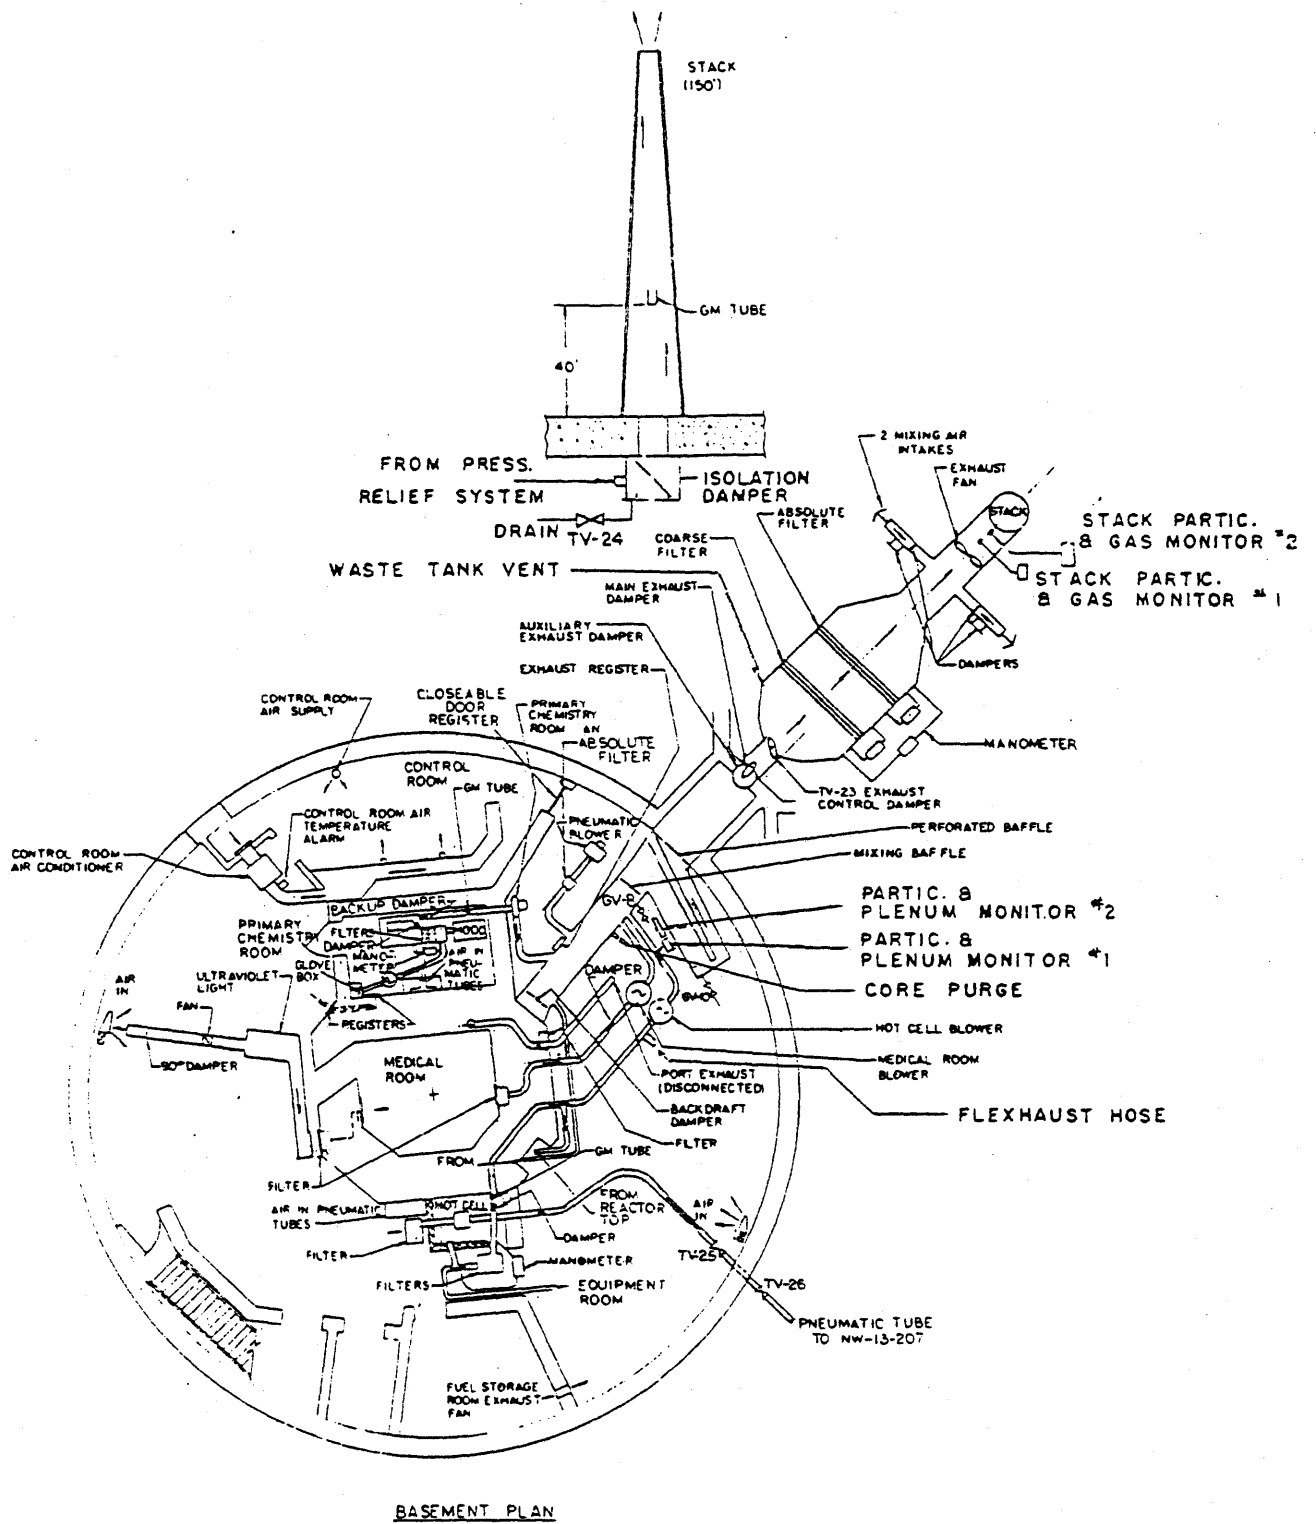 STACK
(150')
GM TUBE
40'
2 MIXING AIR
INTAKES
EXHAUST
FAN
FROM PRESS.
RELIEF SYSTEM
ISOLATION
DAMPER
ABSOLUTE
FILTER
STACK
STACK PARTIC.
& GAS MONITOR #2
DRAIN
TV-24
COARSE
FILTER
WASTE TANK VENT
STACK PARTIC.
& GAS MONITOR #1
MAIN EXHAUST
DAMPER
AUXILIARY
EXHAUST DAMPER
EXHAUST REGISTER
DAMPERS
CONTROL ROOM
AIR SUPPLY
CLOSEABLE
DOOR
REGISTER
PRIMARY
CHEMISTRY
ROOM AN
ABSOLUTE
FILTER
MANOMETER
CONTROL
ROOM
GM TUBE
TV-23 EXHAUST
CONTROL DAMPER
CONTROL ROOM AIR
TEMPERATURE
ALARM
PNEUMATIC
BLOWER
PERFORATED BAFFLE
CONTROL ROOM
AIR CONDITIONER
MIXING BAFFLE
BACKUP DAMPER
GV-B
PARTIC. &
PLENUM MONITOR #2
PRIMARY
CHEMISTRY
ROOM
FILTERS
HOOD
DAMPER
MANO-
METER
AIR IN
PNEU-
MATIC
TUBES
PARTIC. &
PLENUM MONITOR #1
GLOVE
BOX
DAMPER
CORE PURGE
AIR
IN
ULTRAVIOLET
LIGHT
FAN
REGISTERS
HOT CELL BLOWER
90° DAMPER
MEDICAL
ROOM
PORT EXHAUST
(DISCONNECTED)
MEDICAL ROOM
BLOWER
BACKDRAFT
DAMPER
FLEXHAUST HOSE
FILTER
FROM
GM TUBE
FILTER
AIR IN PNEUMATIC
TUBES
HOT CELL
FROM
REACTOR
TOP
AIR
IN
DAMPER
FILTER
TV-25
MANOMETER
FILTERS
EQUIPMENT
ROOM
TV-26
PNEUMATIC TUBE
TO NW-13-207
FUEL STORAGE
ROOM EXHAUST
FAN
BASEMENT PLAN